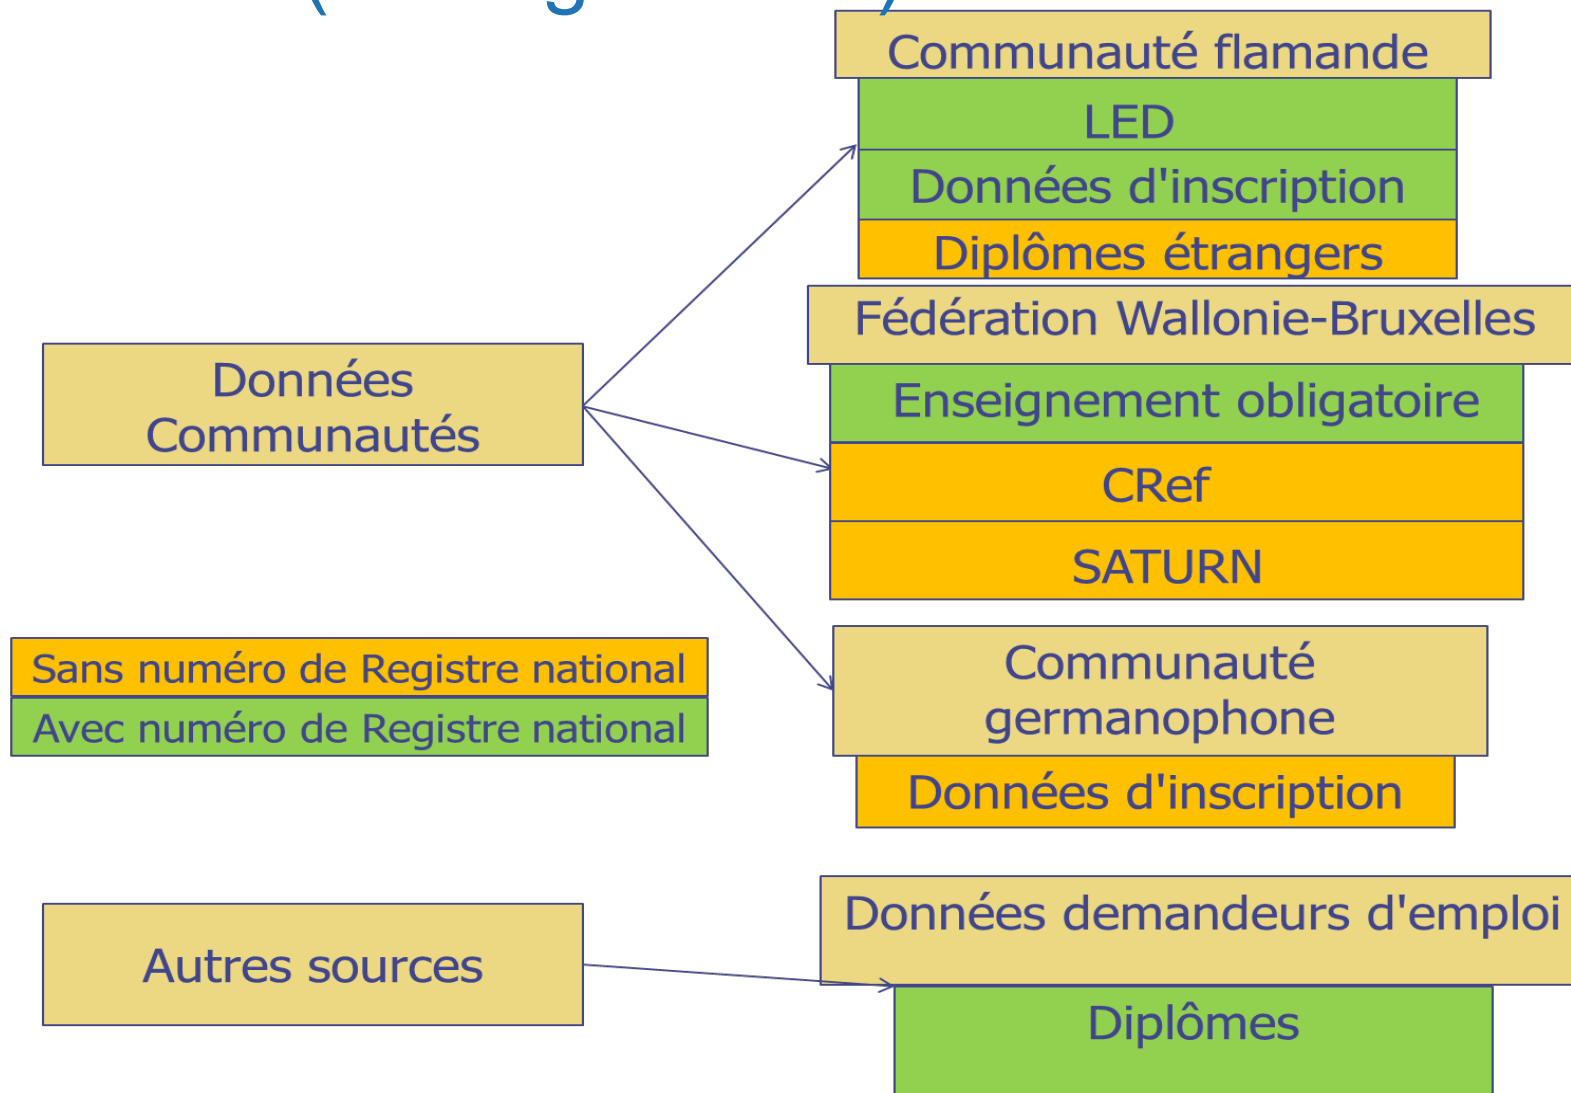 Communauté flamande
LED
Données d'inscription
Diplômes étrangers
Fédération Wallonie-Bruxelles
Enseignement obligatoire
CRef
SATURN
Données
Communautés
Sans numéro de Registre national
Avec numéro de Registre national
Communauté
germanophone
Données d'inscription
Autres sources
Données demandeurs d'emploi
Diplômes